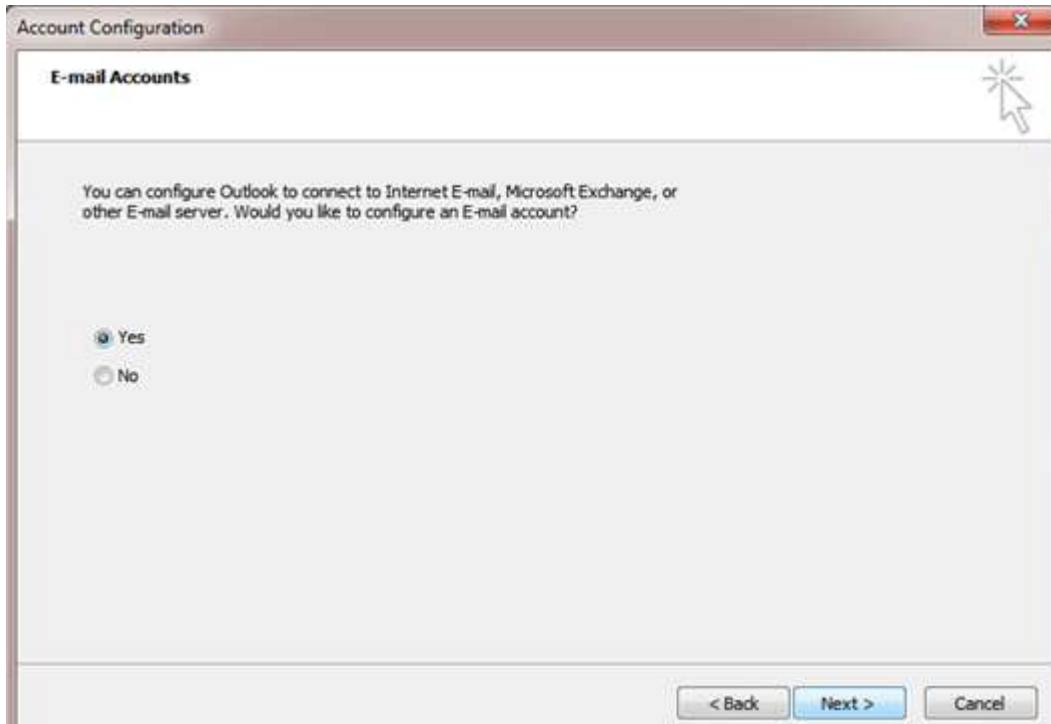 Account Configuration
E-mail Accounts
You can configure Outlook to connect to Internet E-mail, Microsoft Exchange, or
other E-mail server. Would you like to configure an E-mail account?
Yes
No
< Back
Next >
Cancel